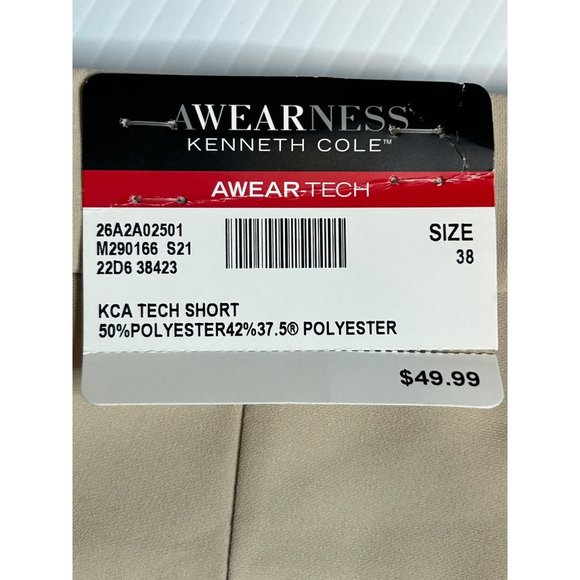 AWEARNESS
KENNETH COLE™
AWEAR-TECH
26A2A02501
M290166 S21
22D6 38423
SIZE
38
KCA TECH SHORT
50%POLYESTER42%37.5® POLYESTER
$49.99